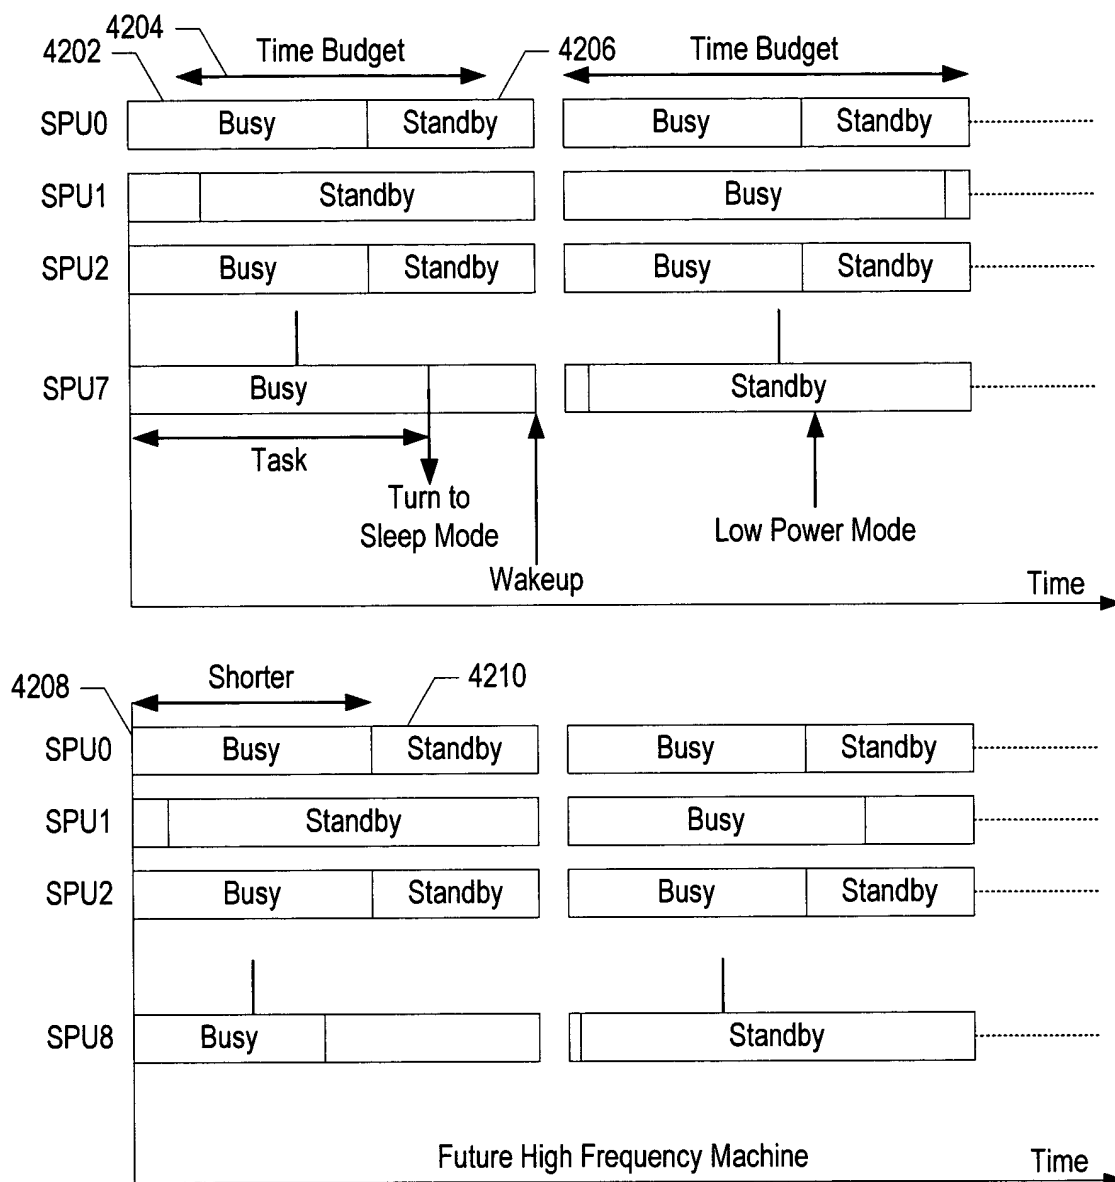 4204
4202
Time Budget
4206
Time Budget
SPU0
Busy
Standby
Busy
Standby
SPU1
Standby
Busy
SPU2
Busy
Standby
Busy
Standby
SPU7
Busy
Standby
Task
Turn to
Sleep Mode
Low Power Mode
Wakeup
Time
4208
Shorter
4210
SPU0
Busy
Standby
Busy
Standby
SPU1
Standby
Busy
SPU2
Busy
Standby
Busy
Standby
SPU8
Busy
Standby
Future High Frequency Machine
Time